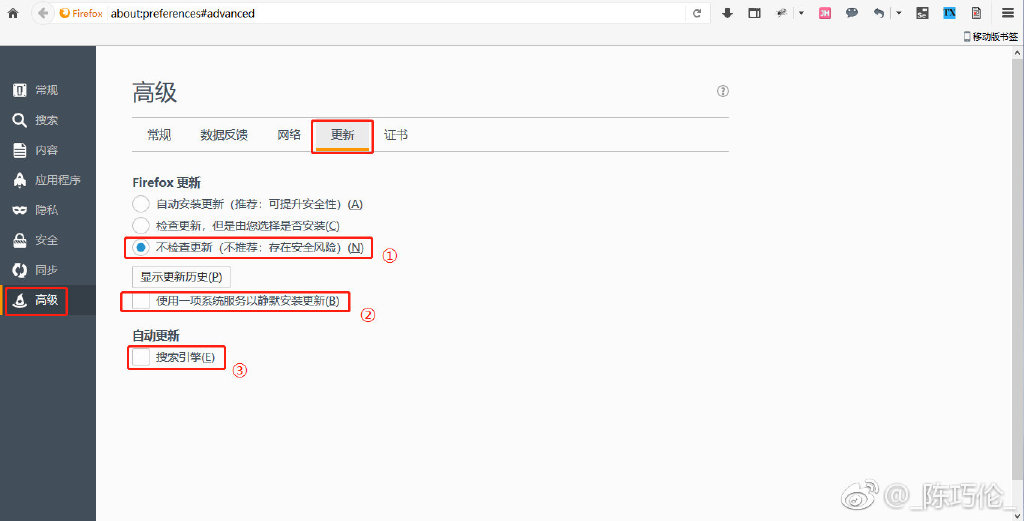 Firefox about:preferences#advanced
JH
Se
移动版书签
常规
搜索
内容
应用程序
隐私
安全
同步
高级
高级
常规 数据反馈 网络 更新 证书
Firefox 更新
自动安装更新（推荐：可提升安全性）(A)
检查更新，但是由您选择是否安装(C)
不检查更新（不推荐：存在安全风险）(N) ①
显示更新历史(P)
使用一项系统服务以静默安装更新(B) ②
自动更新
搜索引擎(E) ③
@_陈巧伦_